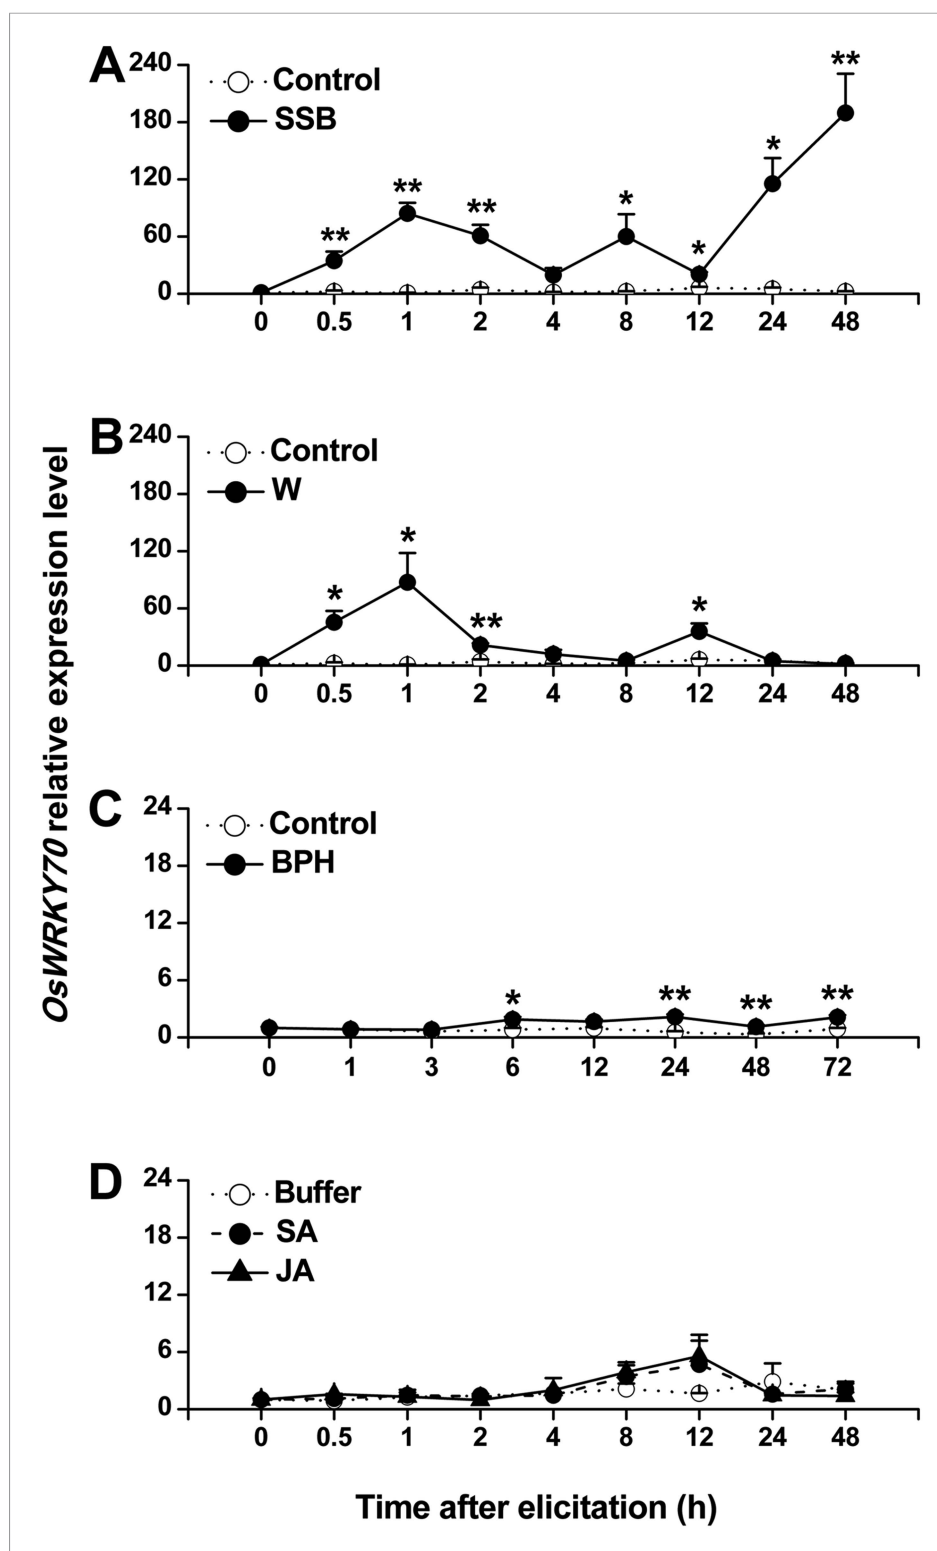 A
240
180
120
60
0
Control
SSB
**
**
**
*
*
*
**
0 0.5 1 2 4 8 12 24 48
B
240
180
120
60
0
Control
W
*
*
**
*
0 0.5 1 2 4 8 12 24 48
OsWRKY70 relative expression level
C
24
18
12
6
0
Control
BPH
*
**
**
**
0 1 3 6 12 24 48 72
D
24
18
12
6
0
Buffer
SA
JA
0 0.5 1 2 4 8 12 24 48
Time after elicitation (h)